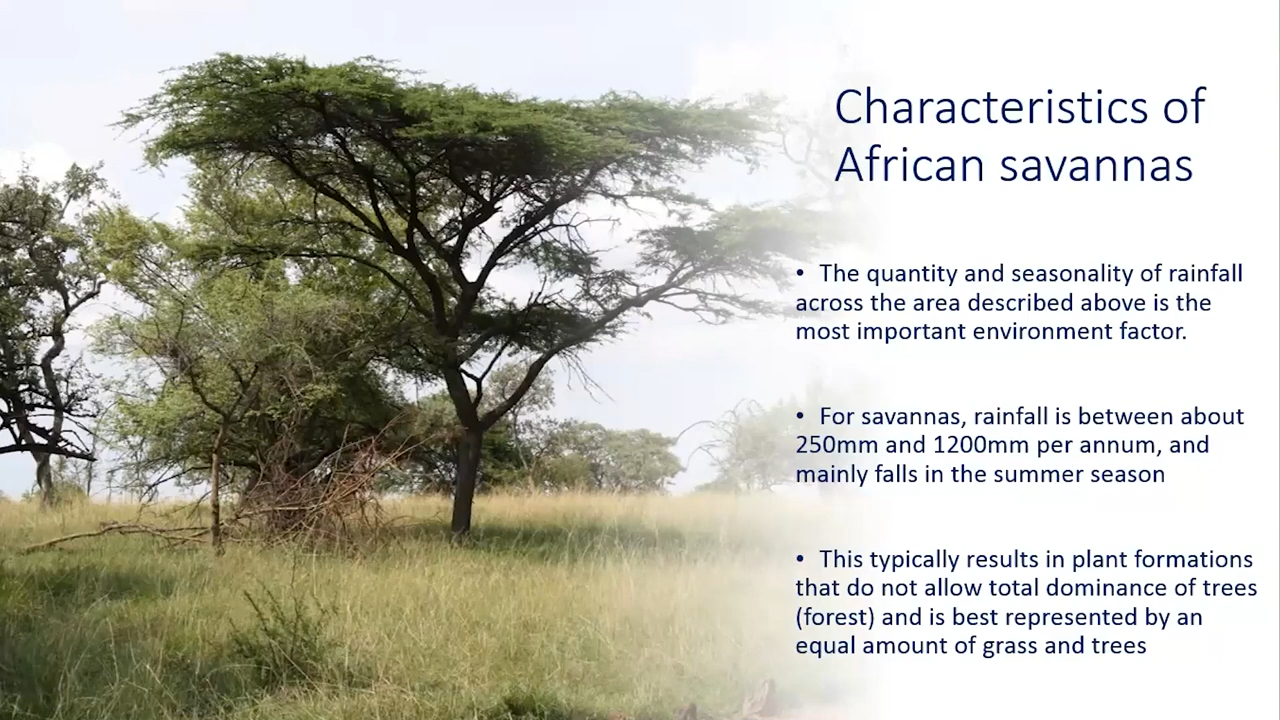 Characteristics of
African savannas
• The quantity and seasonality of rainfall
across the area described above is the
most important environment factor.
• For savannas, rainfall is between about
250mm and 1200mm per annum, and
mainly falls in the summer season
• This typically results in plant formations
that do not allow total dominance of trees
(forest) and is best represented by an
equal amount of grass and trees